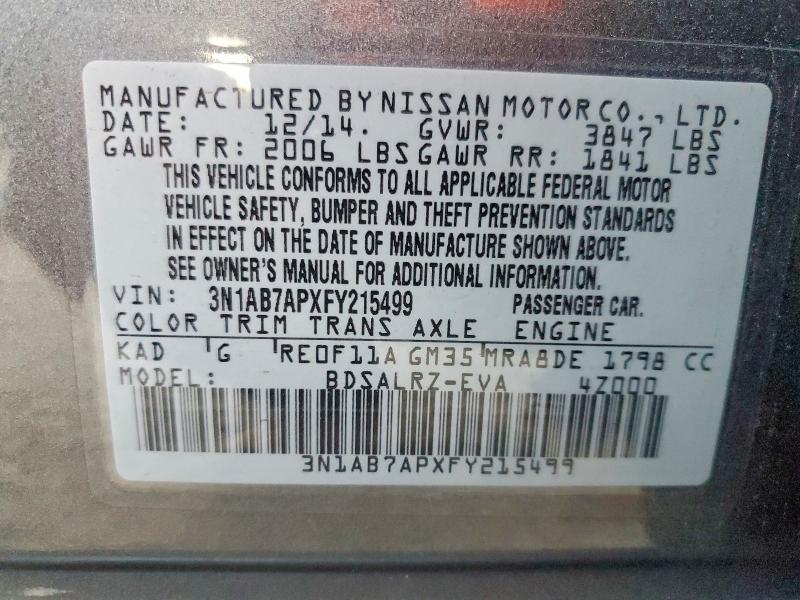 MANUFACTURED BY NISSAN MOTOR CO., LTD.
DATE: 12/14. GVWR: 3847 LBS
GAWR FR: 2006 LBS GAWR RR: 1841 LBS
THIS VEHICLE CONFORMS TO ALL APPLICABLE FEDERAL MOTOR
VEHICLE SAFETY, BUMPER AND THEFT PREVENTION STANDARDS
IN EFFECT ON THE DATE OF MANUFACTURE SHOWN ABOVE.
SEE OWNER'S MANUAL FOR ADDITIONAL INFORMATION.
VIN: 3N1AB7APXFY215499 PASSENGER CAR.
COLOR TRIM TRANS AXLE ENGINE
KAD G RE0F11A GM35 MRA8DE 1798 CC
MODEL: BDSALRZ-EVA 4Z000
3N1AB7APXFY215499